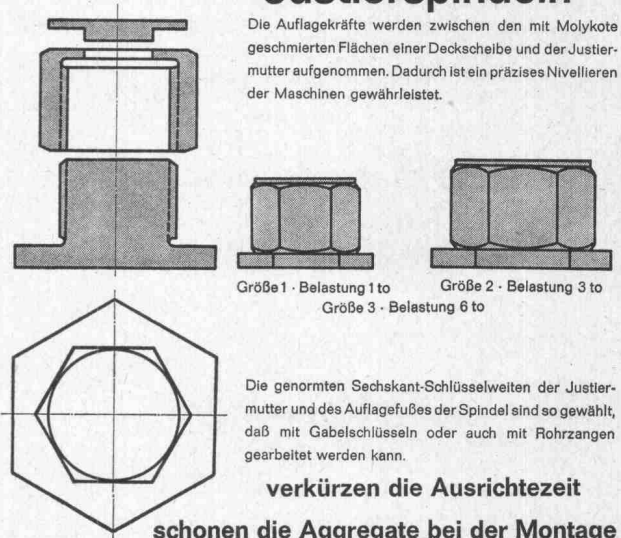 Justierspindeln
Die Auflagekräfte werden zwischen den mit Molykote
geschmierten Flächen einer Deckscheibe und der Justier-
mutter aufgenommen. Dadurch ist ein präzises Nivellieren
der Maschinen gewährleistet.
Größe 1 · Belastung 1 to
Größe 2 · Belastung 3 to
Größe 3 · Belastung 6 to
Die genormten Sechskant-Schlüsselweiten der Justier-
mutter und des Auflagefußes der Spindel sind so gewählt,
daß mit Gabelschlüsseln oder auch mit Rohrzangen
gearbeitet werden kann.
verkürzen die Ausrichtezeit
schonen die Aggregate bei der Montage